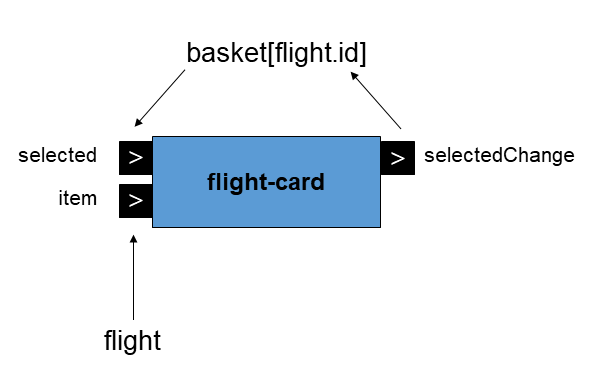 basket[flight.id]
selected
>
flight-card
>
selectedChange
item
>
flight